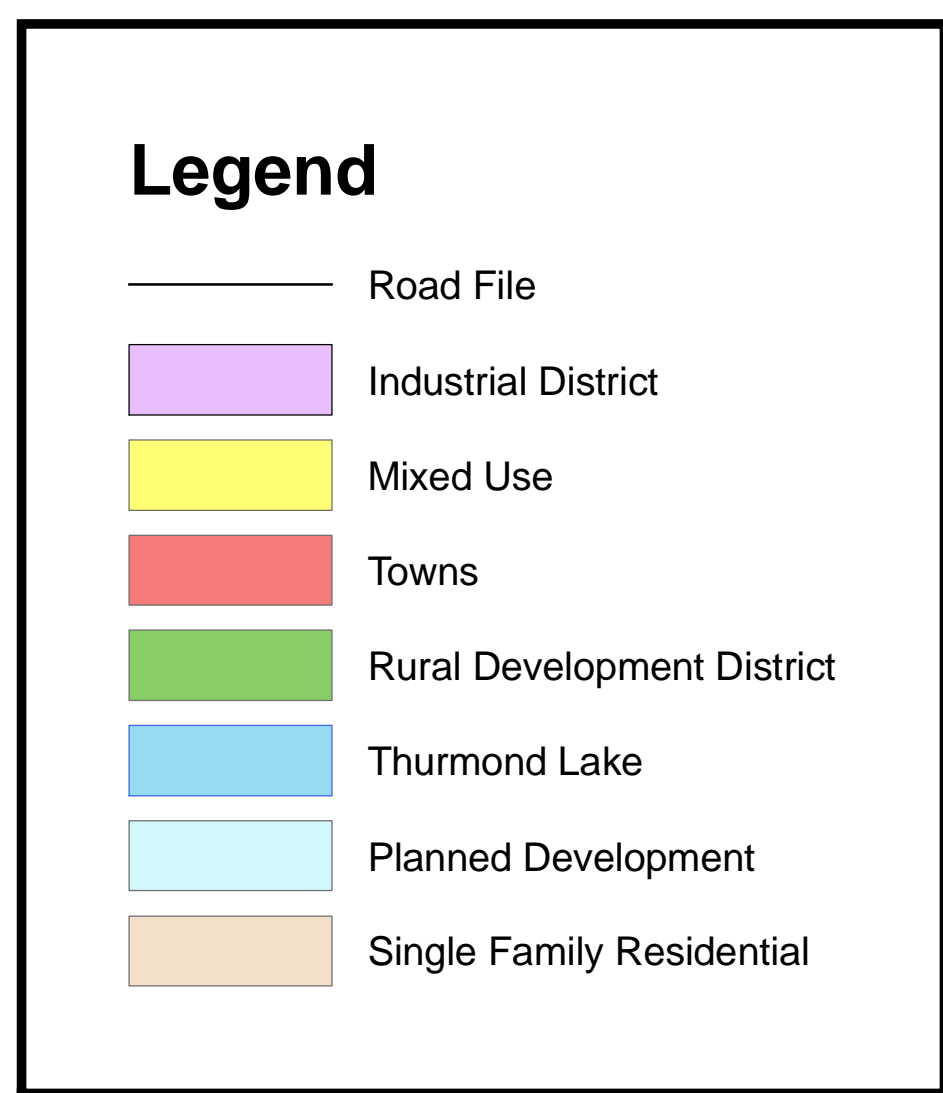 Legend
Road File
Industrial District
Mixed Use
Towns
Rural Development District
Thurmond Lake
Planned Development
Single Family Residential